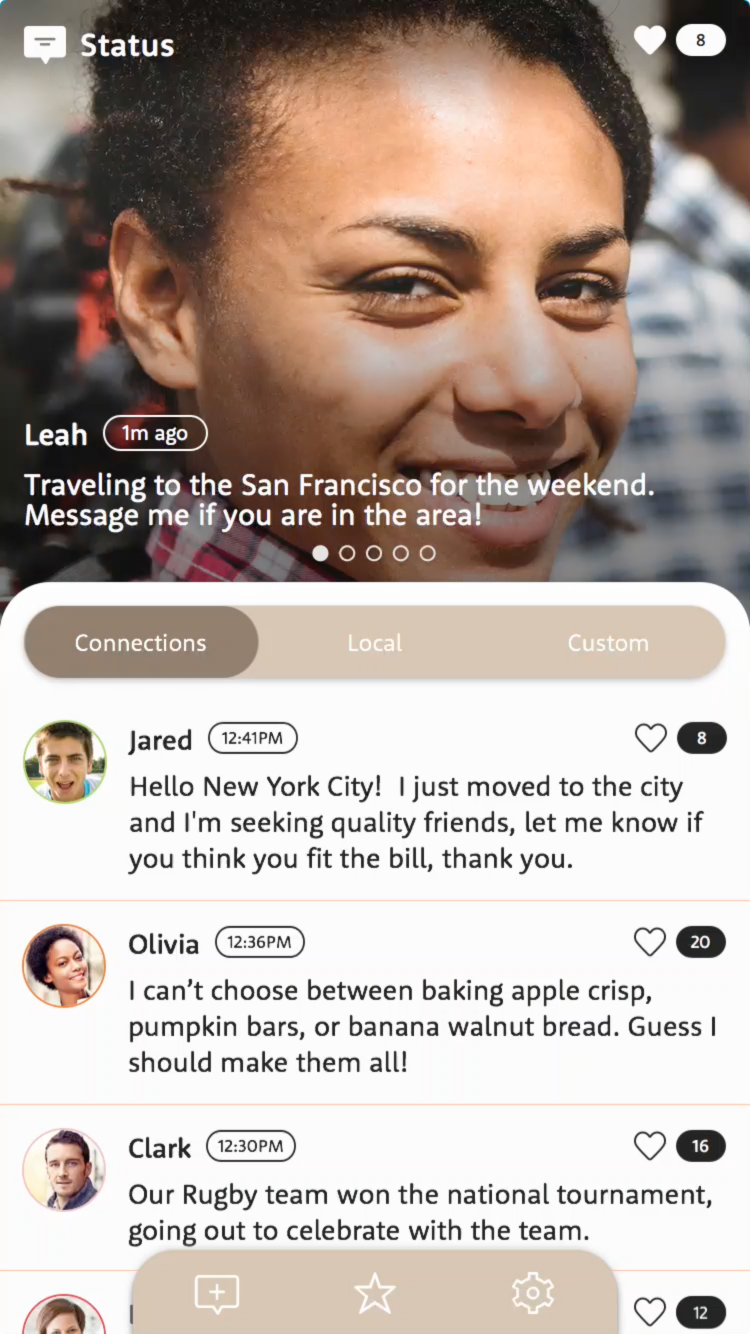 Status
8
Leah
1m ago
Traveling to the San Francisco for the weekend.
Message me if you are in the area!
Connections
Local
Custom
Jared
12:41PM
8
Hello New York City!  I just moved to the city
and I'm seeking quality friends, let me know if
you think you fit the bill, thank you.
Olivia
12:36PM
20
I can’t choose between baking apple crisp,
pumpkin bars, or banana walnut bread. Guess I
should make them all!
Clark
12:30PM
16
Our Rugby team won the national tournament,
going out to celebrate with the team.
12